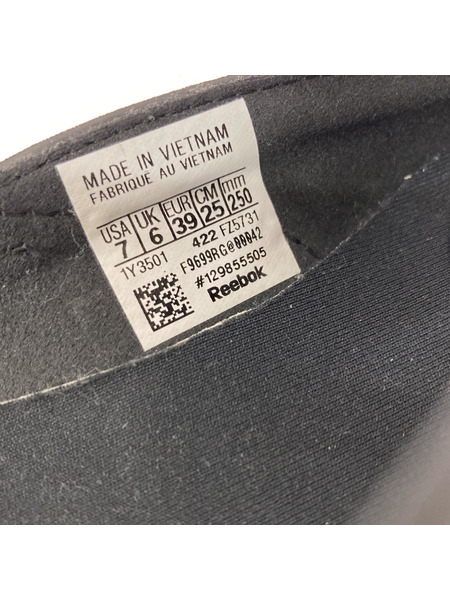 MADE IN VIETNAM
FABRIQUE AU VIETNAM
USA UK EUR CM mm
7 6 39 25 250
1Y3501 422 FZ5731
F9699RG@00042
#129855505
Reebok